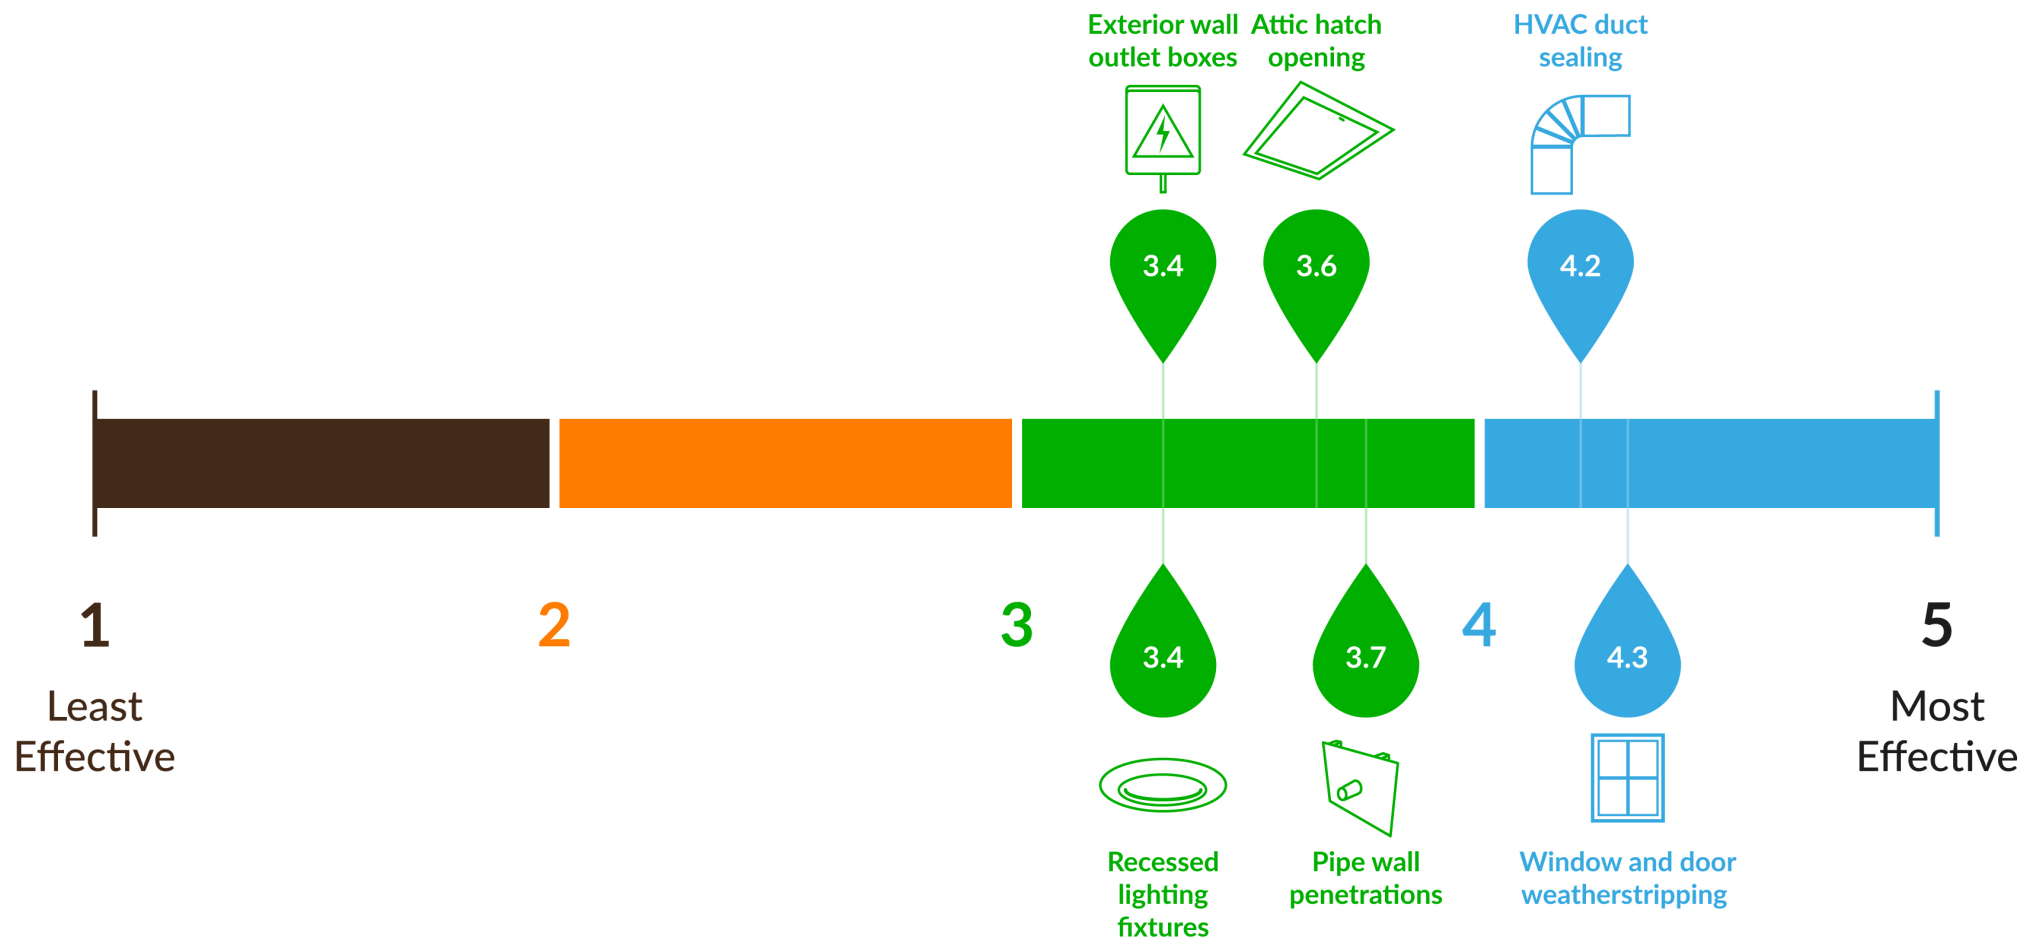 Exterior wall
outlet boxes
Attic hatch
opening
HVAC duct
sealing
3.4
3.6
4.2
1
2
3
4
5
Least
Effective
Most
Effective
3.4
3.7
4.3
Recessed
lighting
fixtures
Pipe wall
penetrations
Window and door
weatherstripping